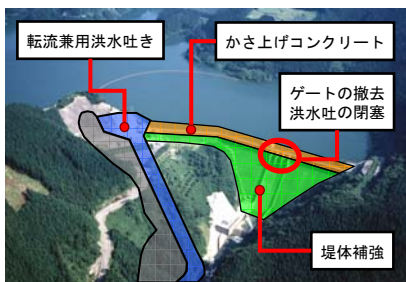 転流兼用洪水吐き
かさ上げコンクリート
ゲートの撤去
洪水吐の閉塞
堤体補強